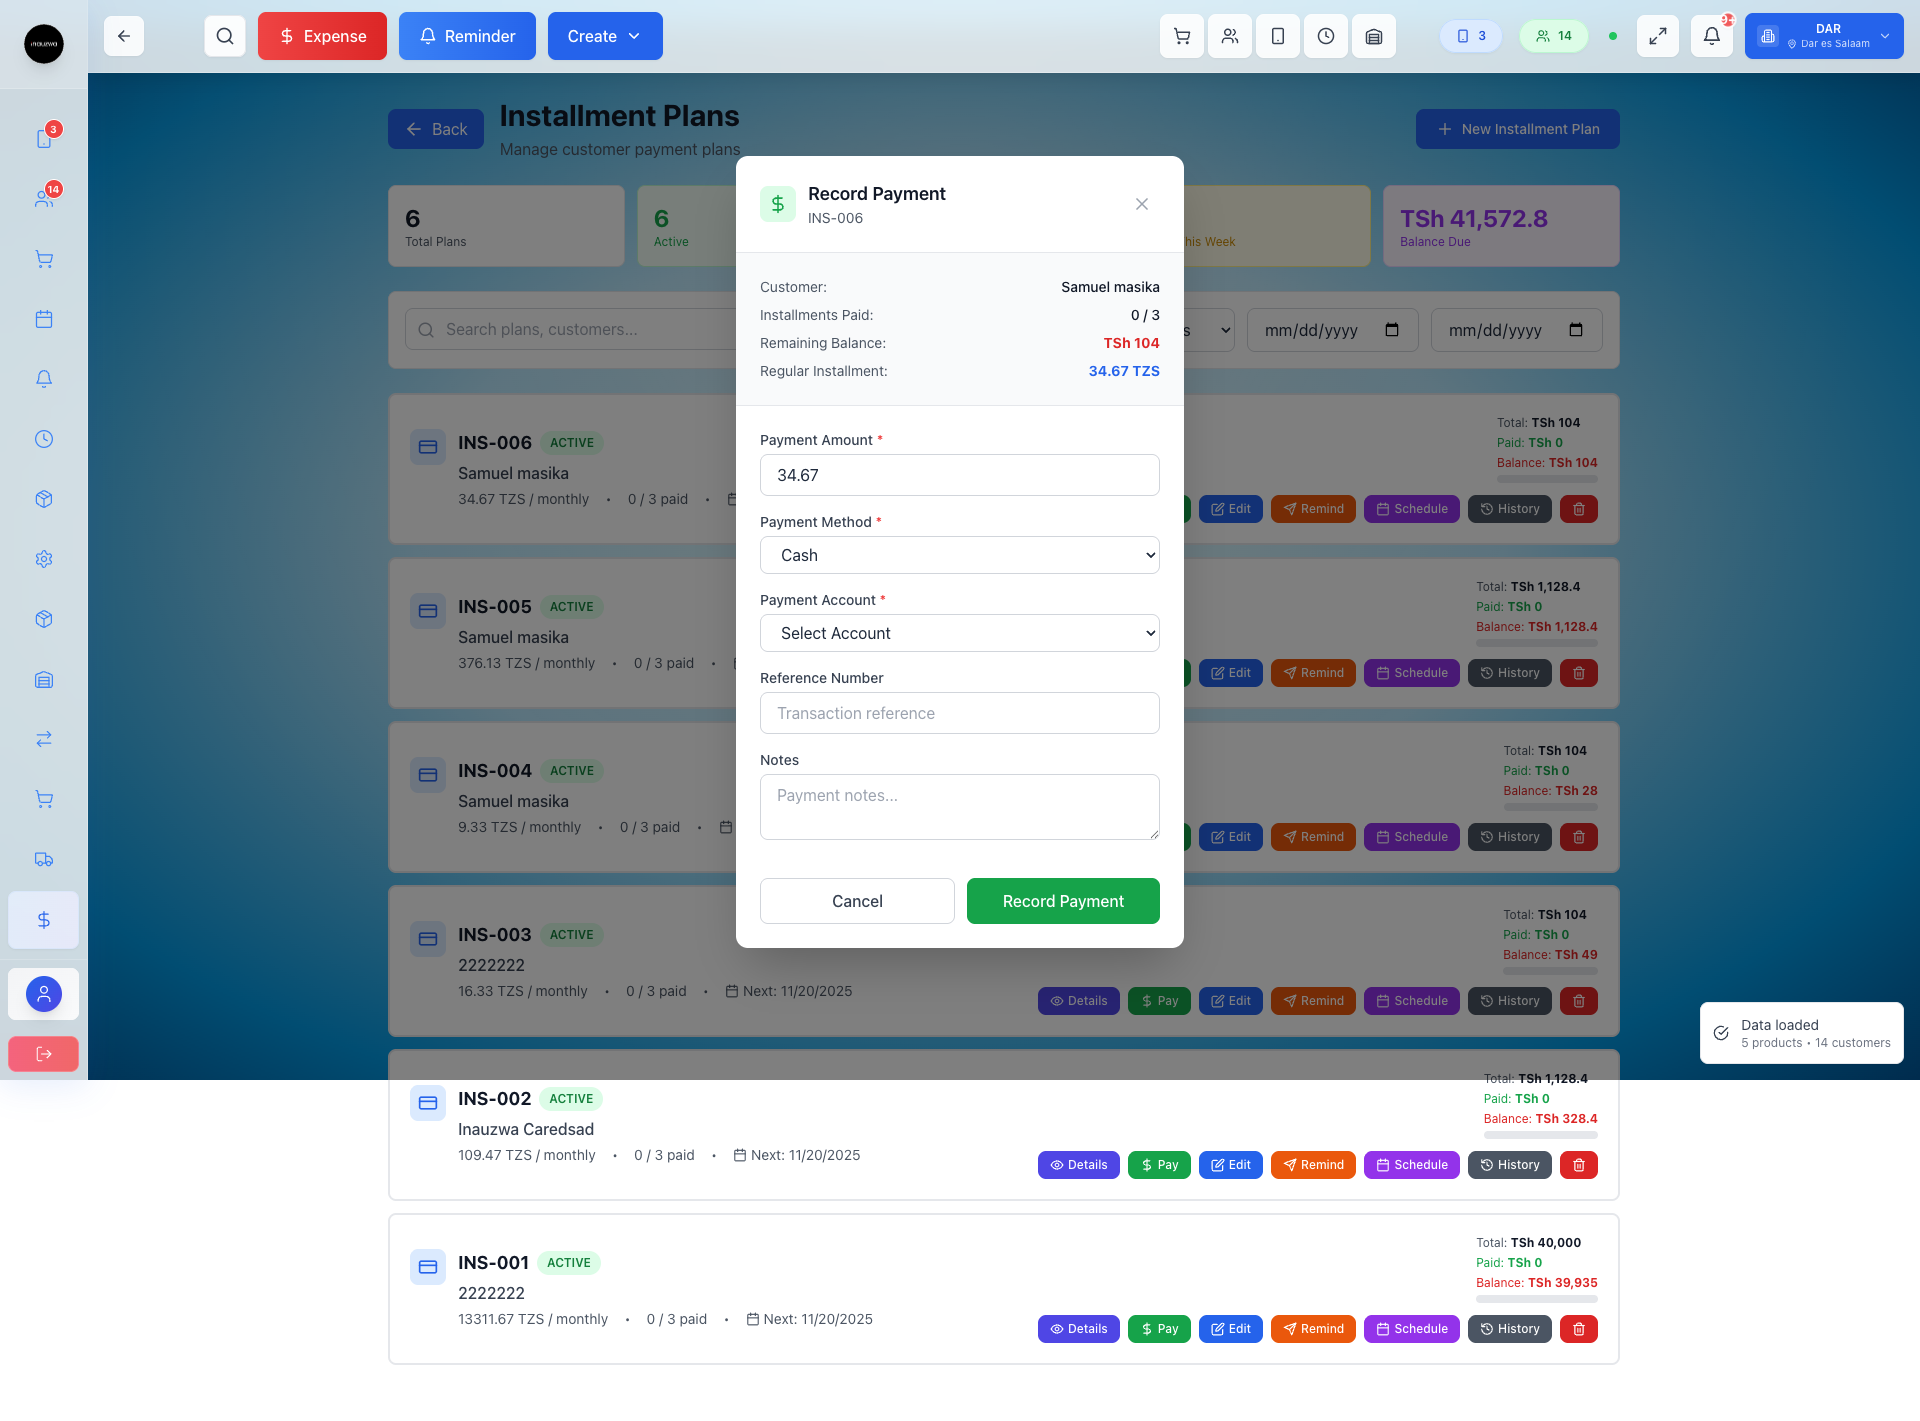 INAUZWA
Expense
Reminder
Create
3
14
9+
DAR
Dar es Salaam
3
14
Back
Installment Plans
Manage customer payment plans
New Installment Plan
6
Total Plans
6
Active
his Week
TSh 41,572.8
Balance Due
Search plans, customers...
s
mm/dd/yyyy
mm/dd/yyyy
Record Payment
INS-006
Customer:
Samuel masika
Installments Paid:
0 / 3
Remaining Balance:
TSh 104
Regular Installment:
34.67 TZS
Payment Amount *
34.67
Payment Method *
Cash
Payment Account *
Select Account
Reference Number
Transaction reference
Notes
Payment notes...
Cancel
Record Payment
INS-006
ACTIVE
Samuel masika
34.67 TZS / monthly • 0 / 3 paid •
Total: TSh 104
Paid: TSh 0
Balance: TSh 104
Edit
Remind
Schedule
History
INS-005
ACTIVE
Samuel masika
376.13 TZS / monthly • 0 / 3 paid •
Total: TSh 1,128.4
Paid: TSh 0
Balance: TSh 1,128.4
Edit
Remind
Schedule
History
INS-004
ACTIVE
Samuel masika
9.33 TZS / monthly • 0 / 3 paid •
Total: TSh 104
Paid: TSh 0
Balance: TSh 28
Edit
Remind
Schedule
History
INS-003
ACTIVE
2222222
16.33 TZS / monthly • 0 / 3 paid • Next: 11/20/2025
Total: TSh 104
Paid: TSh 0
Balance: TSh 49
Details
Pay
Edit
Remind
Schedule
History
Data loaded
5 products • 14 customers
INS-002
ACTIVE
Inauzwa Caredsad
109.47 TZS / monthly • 0 / 3 paid • Next: 11/20/2025
Total: TSh 1,128.4
Paid: TSh 0
Balance: TSh 328.4
Details
Pay
Edit
Remind
Schedule
History
INS-001
ACTIVE
2222222
13311.67 TZS / monthly • 0 / 3 paid • Next: 11/20/2025
Total: TSh 40,000
Paid: TSh 0
Balance: TSh 39,935
Details
Pay
Edit
Remind
Schedule
History